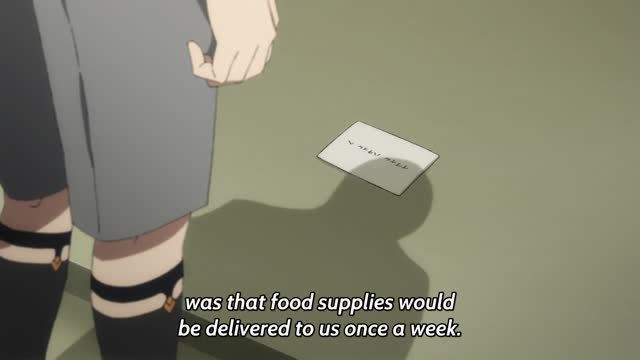 was that food supplies would
be delivered to us once a week.